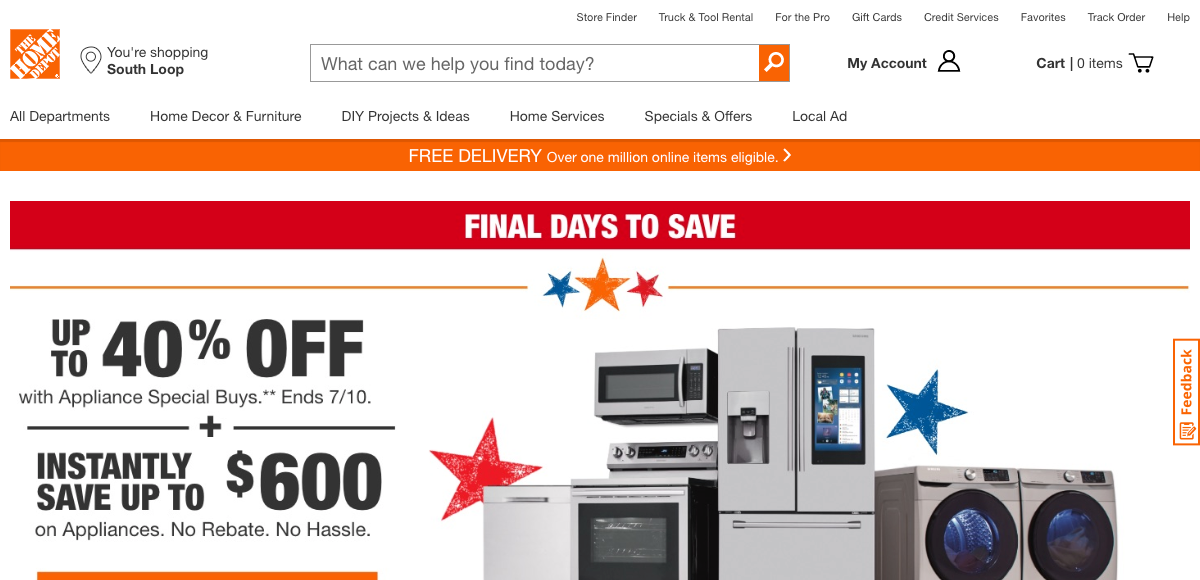 Store Finder Truck & Tool Rental For the Pro Gift Cards Credit Services Favorites Track Order Help
THE HOME DEPOT
You're shopping
South Loop
What can we help you find today?
My Account
Cart | 0 items
All Departments Home Decor & Furniture DIY Projects & Ideas Home Services Specials & Offers Local Ad
FREE DELIVERY Over one million online items eligible.
FINAL DAYS TO SAVE
UP TO 40% OFF
with Appliance Special Buys.** Ends 7/10.
+
INSTANTLY
SAVE UP TO $600
on Appliances. No Rebate. No Hassle.
Feedback